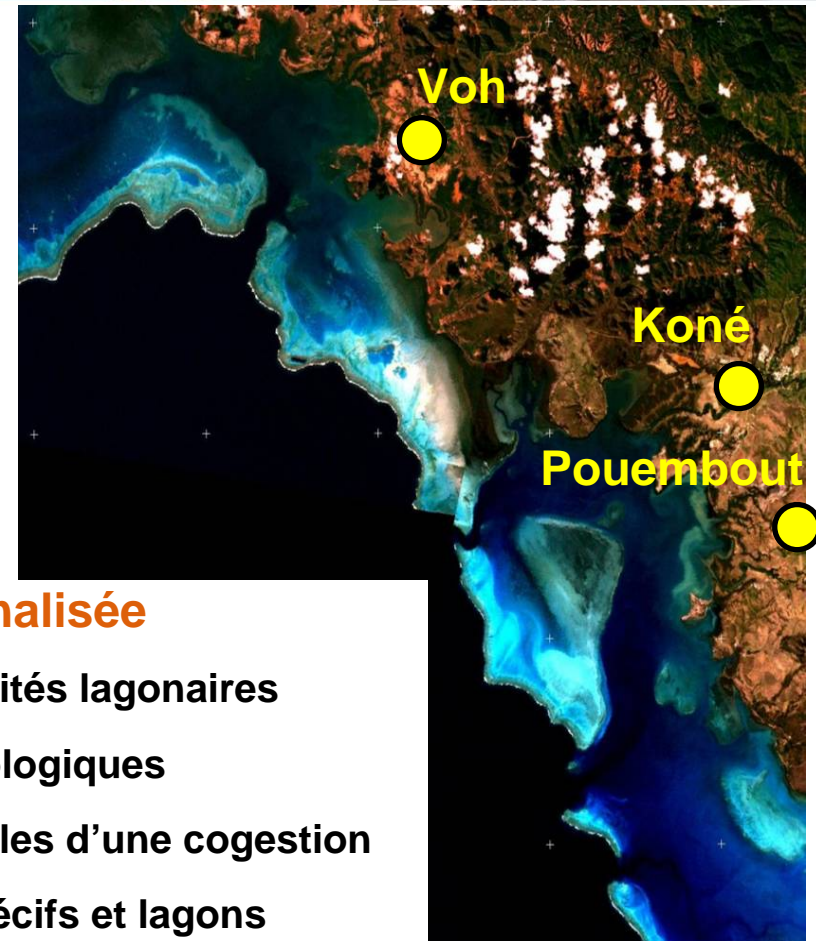 Voh
Koné
Pouembout
nalisée
ités lagonaires
logiques
les d'une cogestion
écifs et lagons